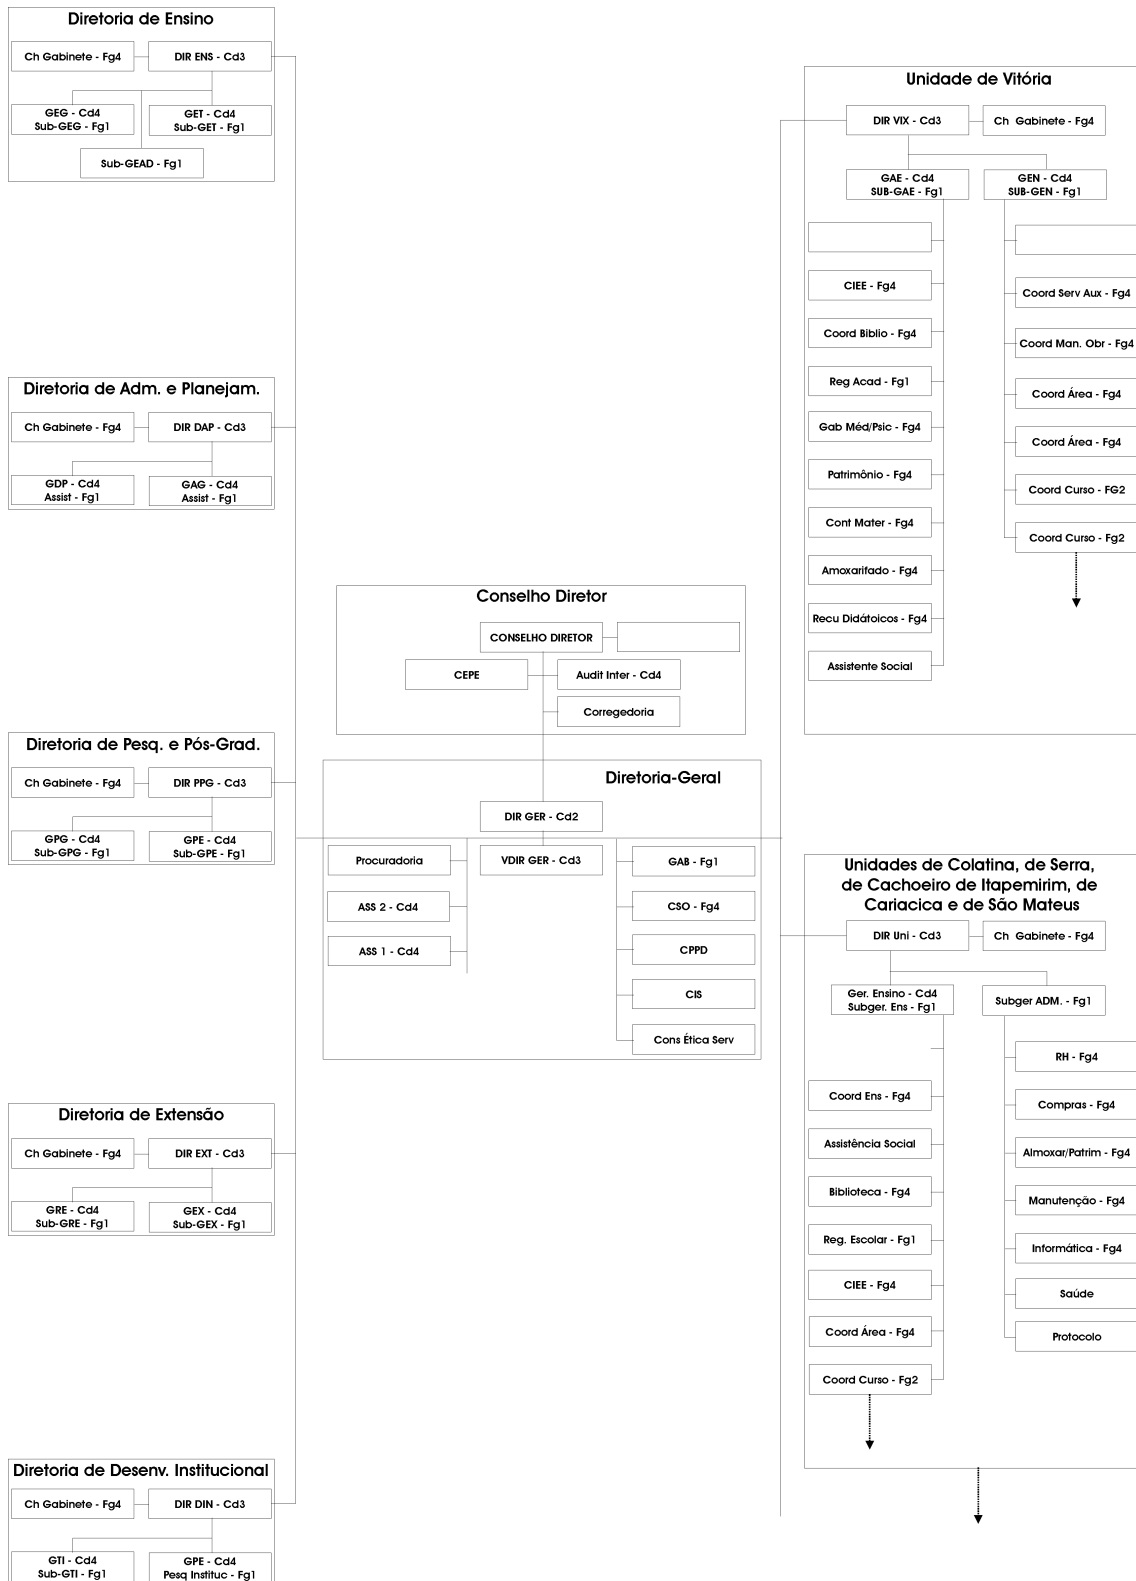 Diretoria de Ensino
Ch Gabinete - Fg4
DIR ENS - Cd3
GEG - Cd4
Sub-GEG - Fg1
GET - Cd4
Sub-GET - Fg1
Sub-GEAD - Fg1
Diretoria de Adm. e Planejam.
Ch Gabinete - Fg4
DIR DAP - Cd3
GDP - Cd4
Assist - Fg1
GAG - Cd4
Assist - Fg1
Diretoria de Pesq. e Pós-Grad.
Ch Gabinete - Fg4
DIR PPG - Cd3
GPG - Cd4
Sub-GPG - Fg1
GPE - Cd4
Sub-GPE - Fg1
Diretoria de Extensão
Ch Gabinete - Fg4
DIR EXT - Cd3
GRE - Cd4
Sub-GRE - Fg1
GEX - Cd4
Sub-GEX - Fg1
Diretoria de Desenv. Institucional
Ch Gabinete - Fg4
DIR DIN - Cd3
GTI - Cd4
Sub-GTI - Fg1
GPE - Cd4
Pesq Instituc - Fg1
Conselho Diretor
CONSELHO DIRETOR
CEPE
Audit Inter - Cd4
Corregedoria
Diretoria-Geral
DIR GER - Cd2
Procuradoria
VDIR GER - Cd3
GAB - Fg1
ASS 2 - Cd4
CSO - Fg4
ASS 1 - Cd4
CPPD
CIS
Cons Ética Serv
Unidade de Vitória
DIR VIX - Cd3
Ch Gabinete - Fg4
GAE - Cd4
SUB-GAE - Fg1
GEN - Cd4
SUB-GEN - Fg1
CIEE - Fg4
Coord Biblio - Fg4
Reg Acad - Fg1
Gab Méd/Psic - Fg4
Patrimônio - Fg4
Cont Mater - Fg4
Amoxarifado - Fg4
Recu Didátoicos - Fg4
Assistente Social
Coord Serv Aux - Fg4
Coord Man. Obr - Fg4
Coord Área - Fg4
Coord Área - Fg4
Coord Curso - FG2
Coord Curso - Fg2
Unidades de Colatina, de Serra,
de Cachoeiro de Itapemirim, de
Cariacica e de São Mateus
DIR Uni - Cd3
Ch Gabinete - Fg4
Ger. Ensino - Cd4
Subger. Ens - Fg1
Subger ADM. - Fg1
Coord Ens - Fg4
Assistência Social
Biblioteca - Fg4
Reg. Escolar - Fg1
CIEE - Fg4
Coord Área - Fg4
Coord Curso - Fg2
RH - Fg4
Compras - Fg4
Almoxar/Patrim - Fg4
Manutenção - Fg4
Informática - Fg4
Saúde
Protocolo